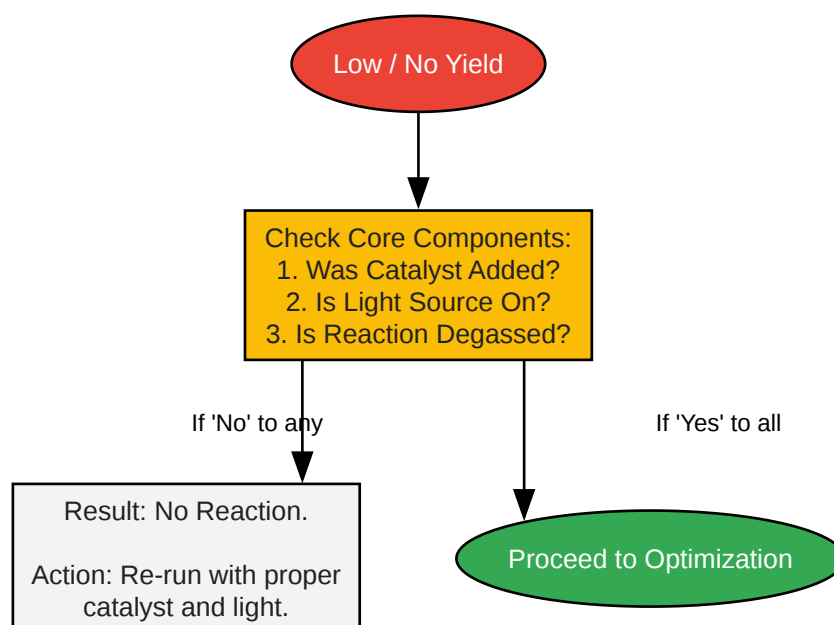 Low / No Yield
Check Core Components:
1. Was Catalyst Added?
2. Is Light Source On?
3. Is Reaction Degassed?
If 'No' to any
If 'Yes' to all
Result: No Reaction.
Action: Re-run with proper
catalyst and light.
Proceed to Optimization